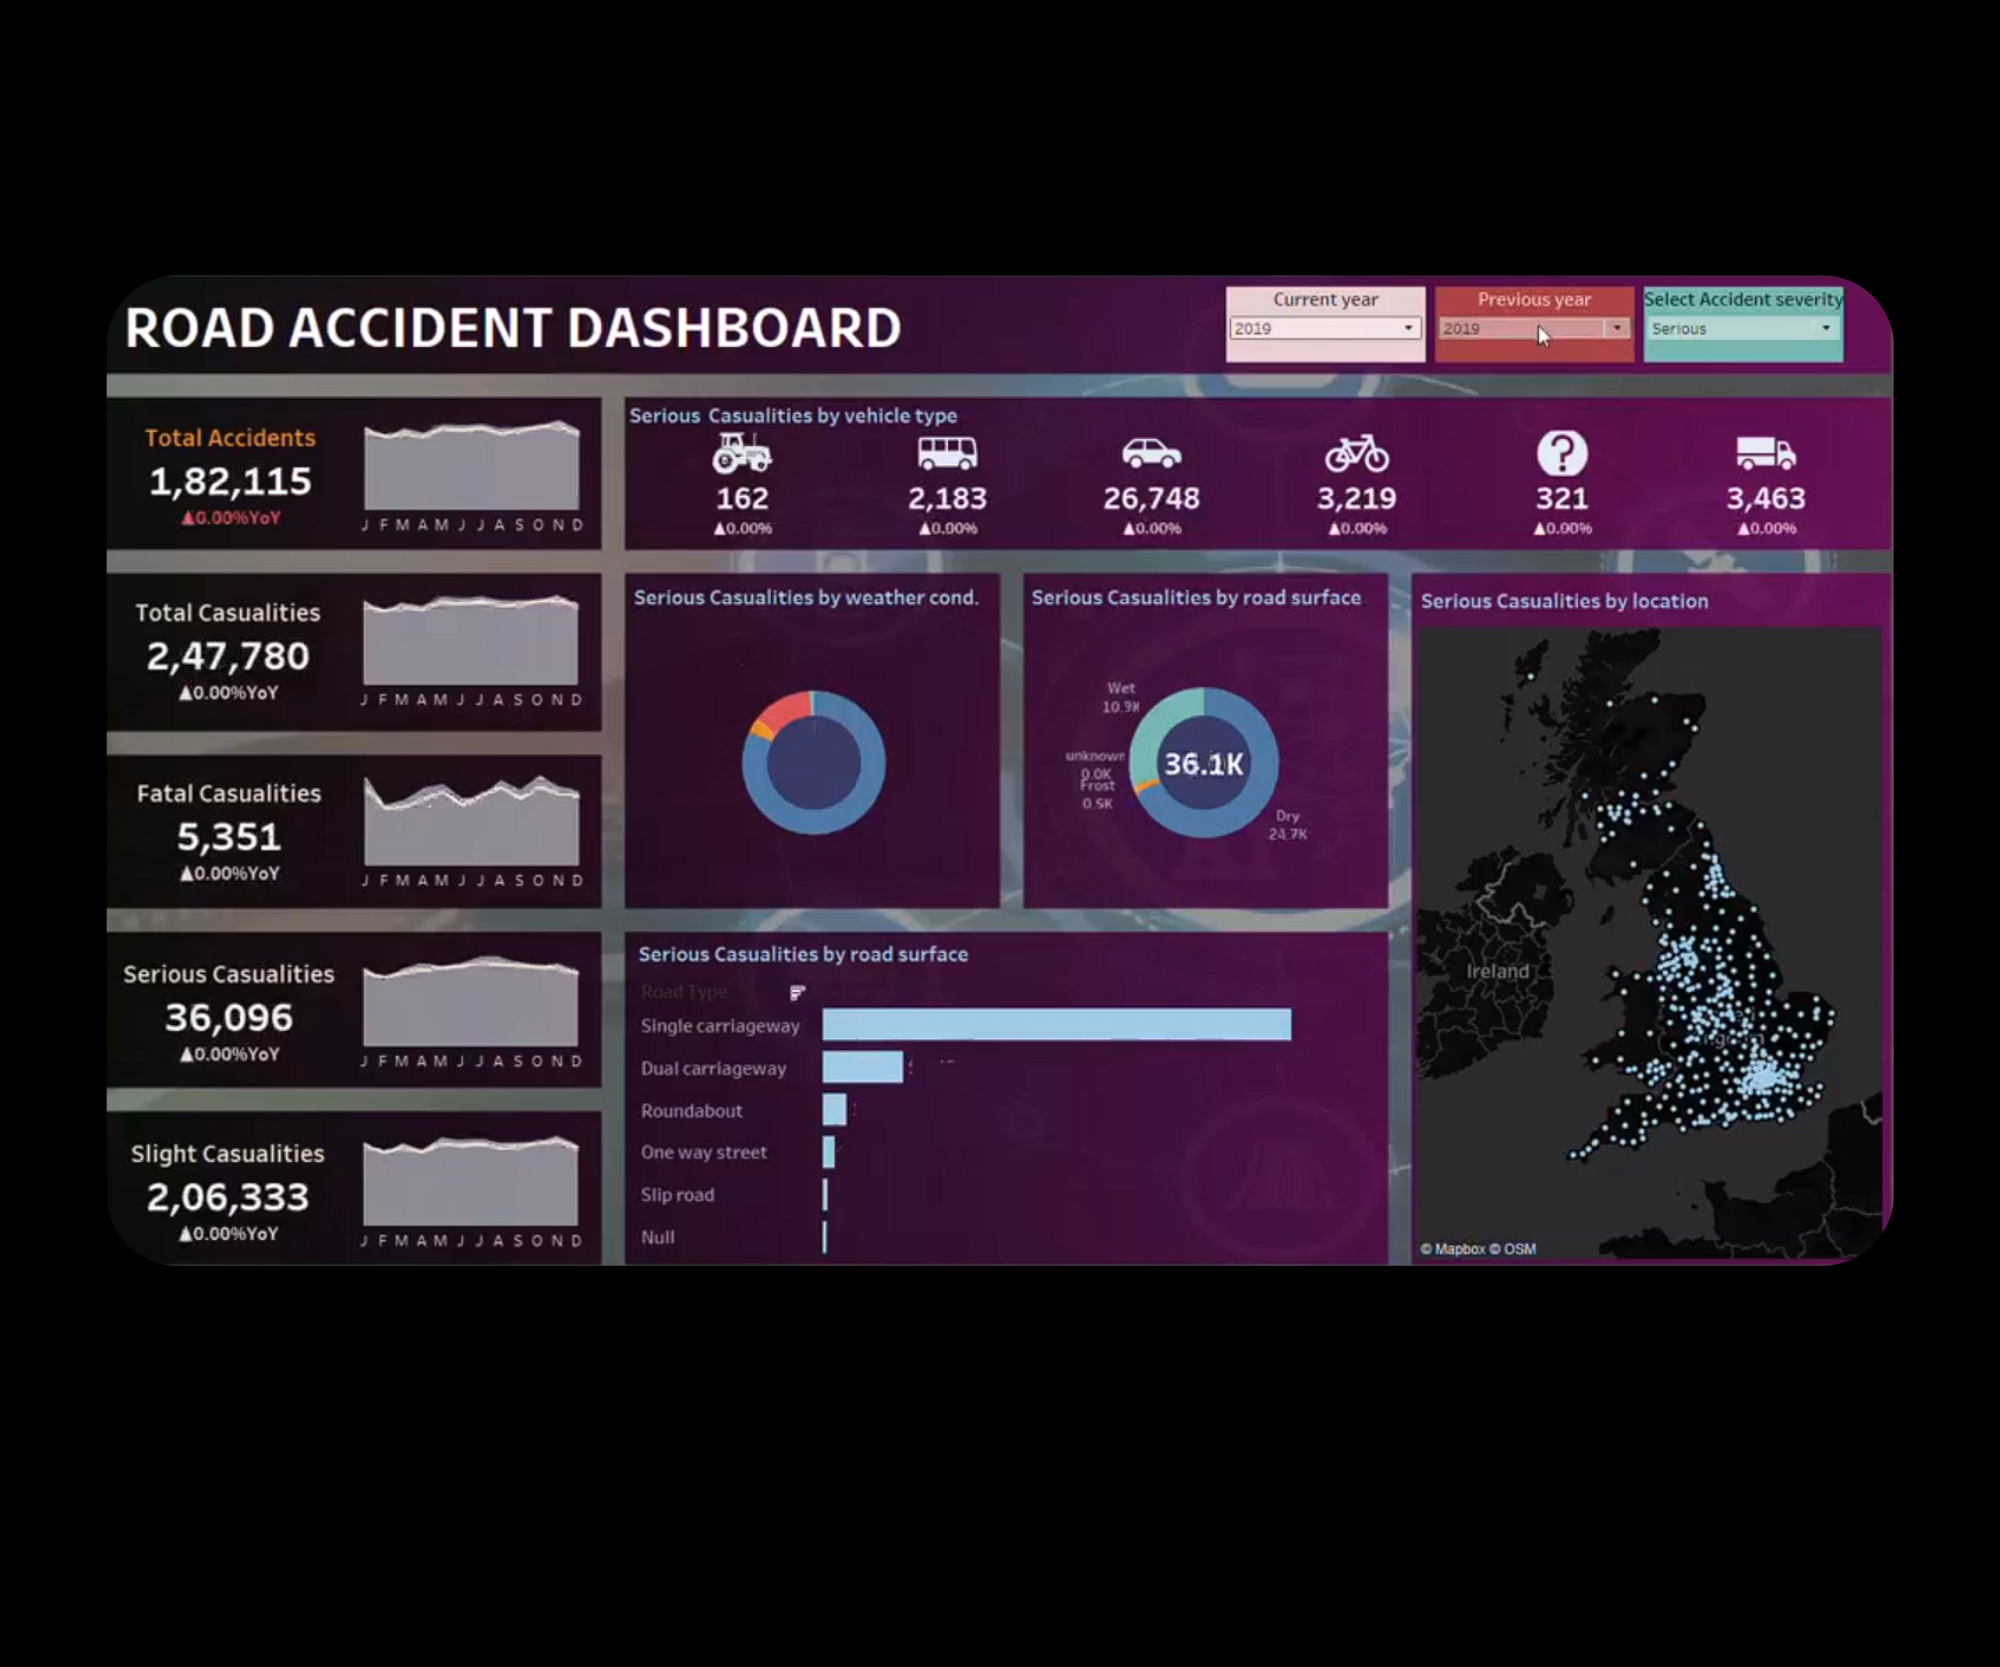 ROAD ACCIDENT DASHBOARD
Current year
2019
Previous year
2019
Select Accident severity
Serious
Total Accidents
1,82,115
▲0.00%YoY
J F M A M J J A S O N D
Total Casualities
2,47,780
▲0.00%YoY
J F M A M J J A S O N D
Fatal Casualities
5,351
▲0.00%YoY
J F M A M J J A S O N D
Serious Casualities
36,096
▲0.00%YoY
J F M A M J J A S O N D
Slight Casualities
2,06,333
▲0.00%YoY
J F M A M J J A S O N D
Serious Casualities by vehicle type
162 2,183 26,748 3,219 321 3,463
▲0.00% ▲0.00% ▲0.00% ▲0.00% ▲0.00% ▲0.00%
Serious Casualities by weather cond.
Serious Casualities by road surface
Wet
10.9K
unknown
0.0K
Frost
0.5K
36.1K
Dry
24.7K
Serious Casualities by road surface
Road Type
Single carriageway
Dual carriageway
Roundabout
One way street
Slip road
Null
Serious Casualities by location
Ireland
© Mapbox © OSM